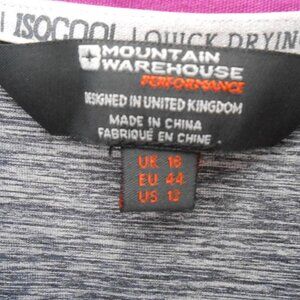 ISOCOOL | QUICK DRYIN
MOUNTAIN
WAREHOUSE
PERFORMANCE
DESIGNED IN UNITED KINGDOM
MADE IN CHINA
FABRIQUÉ EN CHINE
UK 16
EU 44
US 12